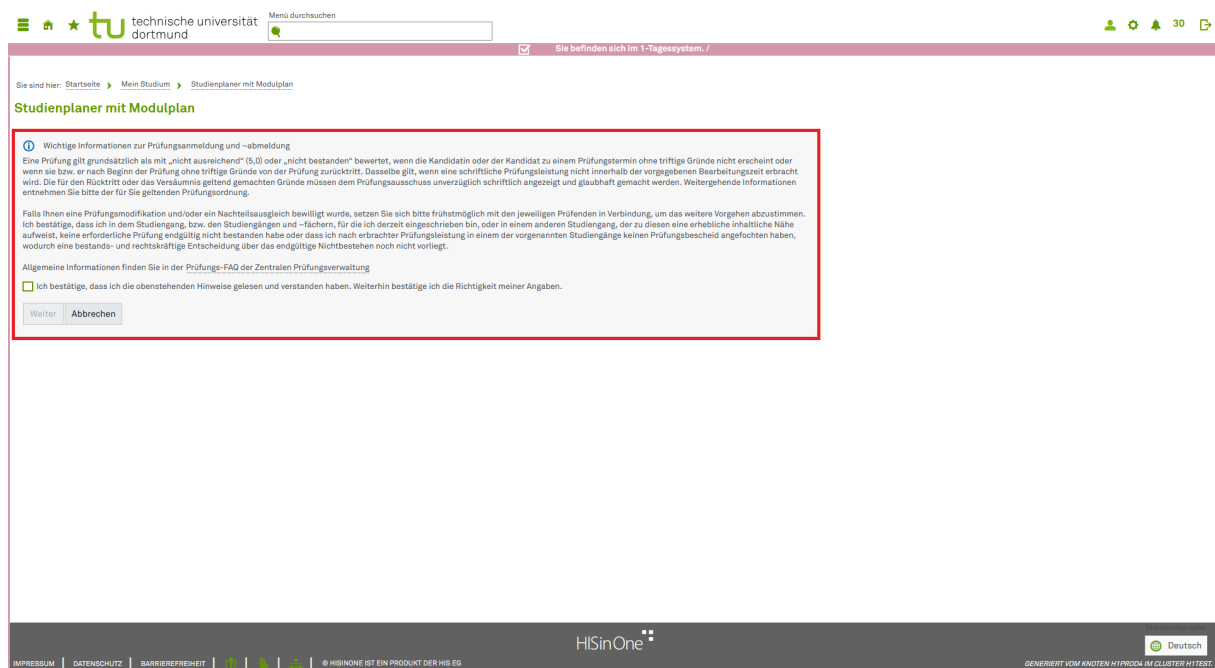 Menü durchsuchen
technische universität
dortmund
30
Sie befinden sich im 1-Tagessystem. /
Sie sind hier: Startseite Mein Studium Studienplaner mit Modulplan
Studienplaner mit Modulplan
Wichtige Informationen zur Prüfungsanmeldung und –abmeldung
Eine Prüfung gilt grundsätzlich als mit „nicht ausreichend“ (5,0) oder „nicht bestanden“ bewertet, wenn die Kandidatin oder der Kandidat zu einem Prüfungstermin ohne triftige Gründe nicht erscheint oder
wenn sie bzw. er nach Beginn der Prüfung ohne triftige Gründe von der Prüfung zurücktritt. Dasselbe gilt, wenn eine schriftliche Prüfungsleistung nicht innerhalb der vorgegebenen Bearbeitungszeit erbracht
wird. Die für den Rücktritt oder das Versäumnis geltend gemachten Gründe müssen dem Prüfungsausschuss unverzüglich schriftlich angezeigt und glaubhaft gemacht werden. Weitergehende Informationen
entnehmen Sie bitte der für Sie geltenden Prüfungsordnung.
Falls Ihnen eine Prüfungsmodifikation und/oder ein Nachteilsausgleich bewilligt wurde, setzen Sie sich bitte frühstmöglich mit den jeweiligen Prüfenden in Verbindung, um das weitere Vorgehen abzustimmen.
Ich bestätige, dass ich in dem Studiengang, bzw. den Studiengängen und –fächern, für die ich derzeit eingeschrieben bin, oder in einem anderen Studiengang, der zu diesen eine erhebliche inhaltliche Nähe
aufweist, keine erforderliche Prüfung endgültig nicht bestanden habe oder dass ich nach erbrachter Prüfungsleistung in einem der vorgenannten Studiengänge keinen Prüfungsbescheid angefochten haben,
wodurch eine bestands- und rechtskräftige Entscheidung über das endgültige Nichtbestehen noch nicht vorliegt.
Allgemeine Informationen finden Sie in der Prüfungs-FAQ der Zentralen Prüfungsverwaltung
Ich bestätige, dass ich die obenstehenden Hinweise gelesen und verstanden haben. Weiterhin bestätige ich die Richtigkeit meiner Angaben.
Weiter Abbrechen
HISinOne
Deutsch
IMPRESSUM | DATENSCHUTZ | BARRIEREFREIHEIT | | | | © HISINONE IST EIN PRODUKT DER HIS EG
GENERIERT VOM KNOTEN H1PROD4 IM CLUSTER H1TEST.